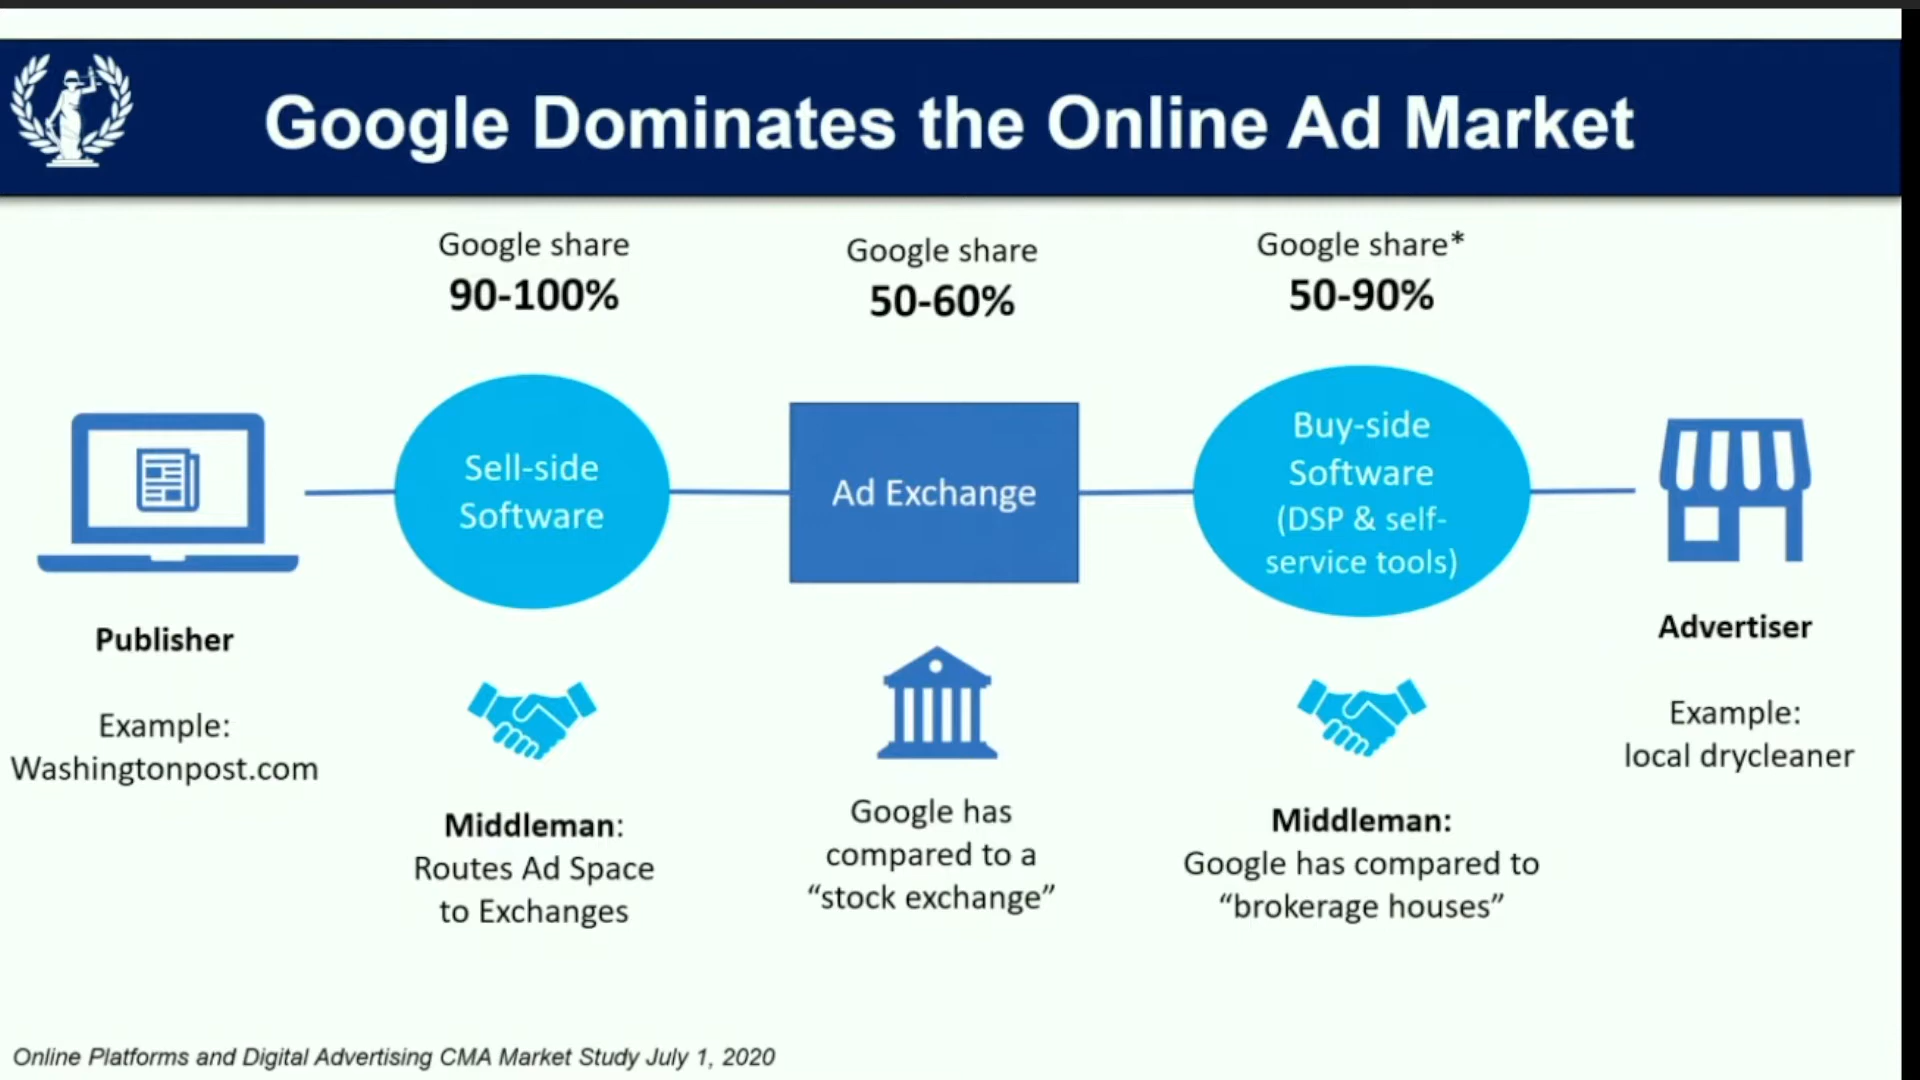 Google Dominates the Online Ad Market
Google share
90-100%
Google share
50-60%
Google share*
50-90%
Sell-side
Software
Ad Exchange
Buy-side
Software
(DSP & self-
service tools)
Publisher
Example:
Washingtonpost.com
Middleman:
Routes Ad Space
to Exchanges
Google has
compared to a
“stock exchange”
Middleman:
Google has compared to
“brokerage houses”
Advertiser
Example:
local drycleaner
Online Platforms and Digital Advertising CMA Market Study July 1, 2020